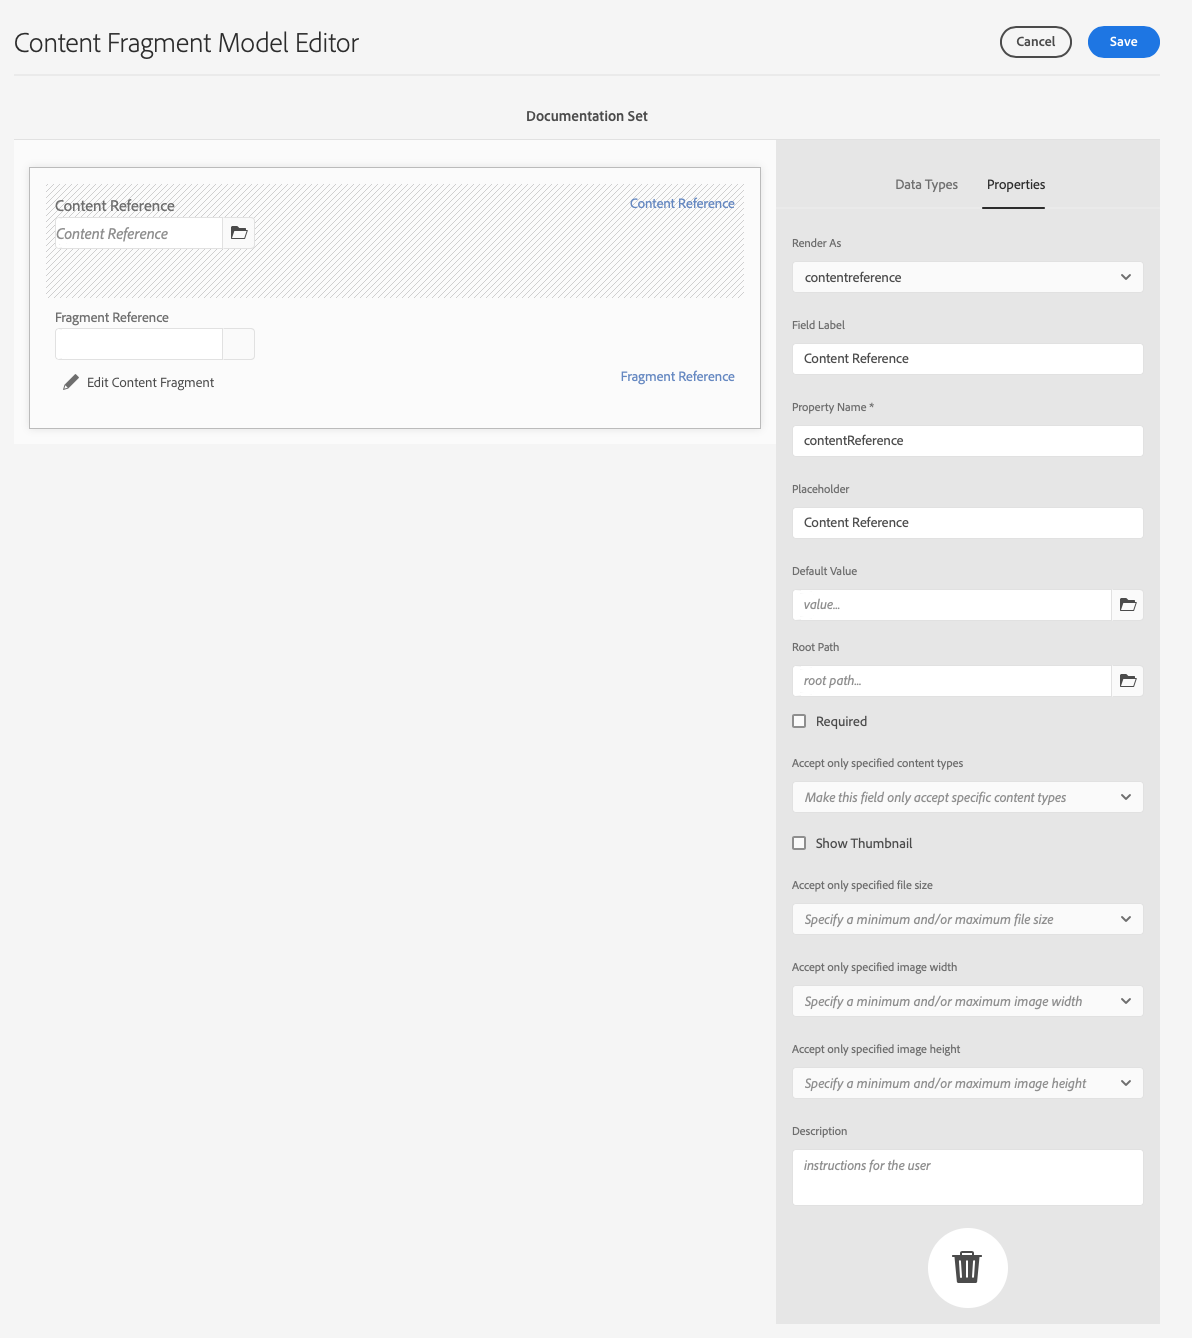 Content Fragment Model Editor
Cancel
Save
Documentation Set
Content Reference
Content Reference
Content Reference
Fragment Reference
Edit Content Fragment
Fragment Reference
Data Types
Properties
Render As
contentreference
Field Label
Content Reference
Property Name *
contentReference
Placeholder
Content Reference
Default Value
value...
Root Path
root path...
Required
Accept only specified content types
Make this field only accept specific content types
Show Thumbnail
Accept only specified file size
Specify a minimum and/or maximum file size
Accept only specified image width
Specify a minimum and/or maximum image width
Accept only specified image height
Specify a minimum and/or maximum image height
Description
instructions for the user